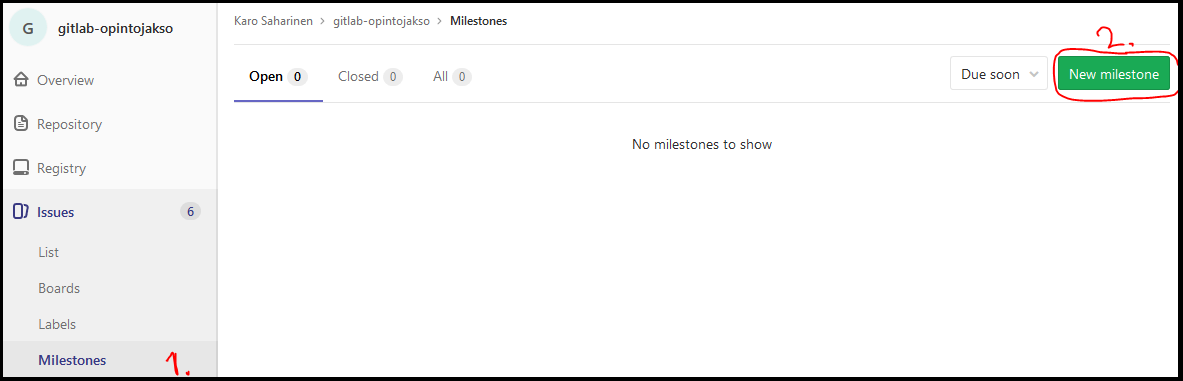 G gitlab-opintojakso
Overview
Repository
Registry
Issues 6
List
Boards
Labels
Milestones 1.
Karo Saharinen > gitlab-opintojakso > Milestones
2.
Open 0 Closed 0 All 0 Due soon New milestone
No milestones to show